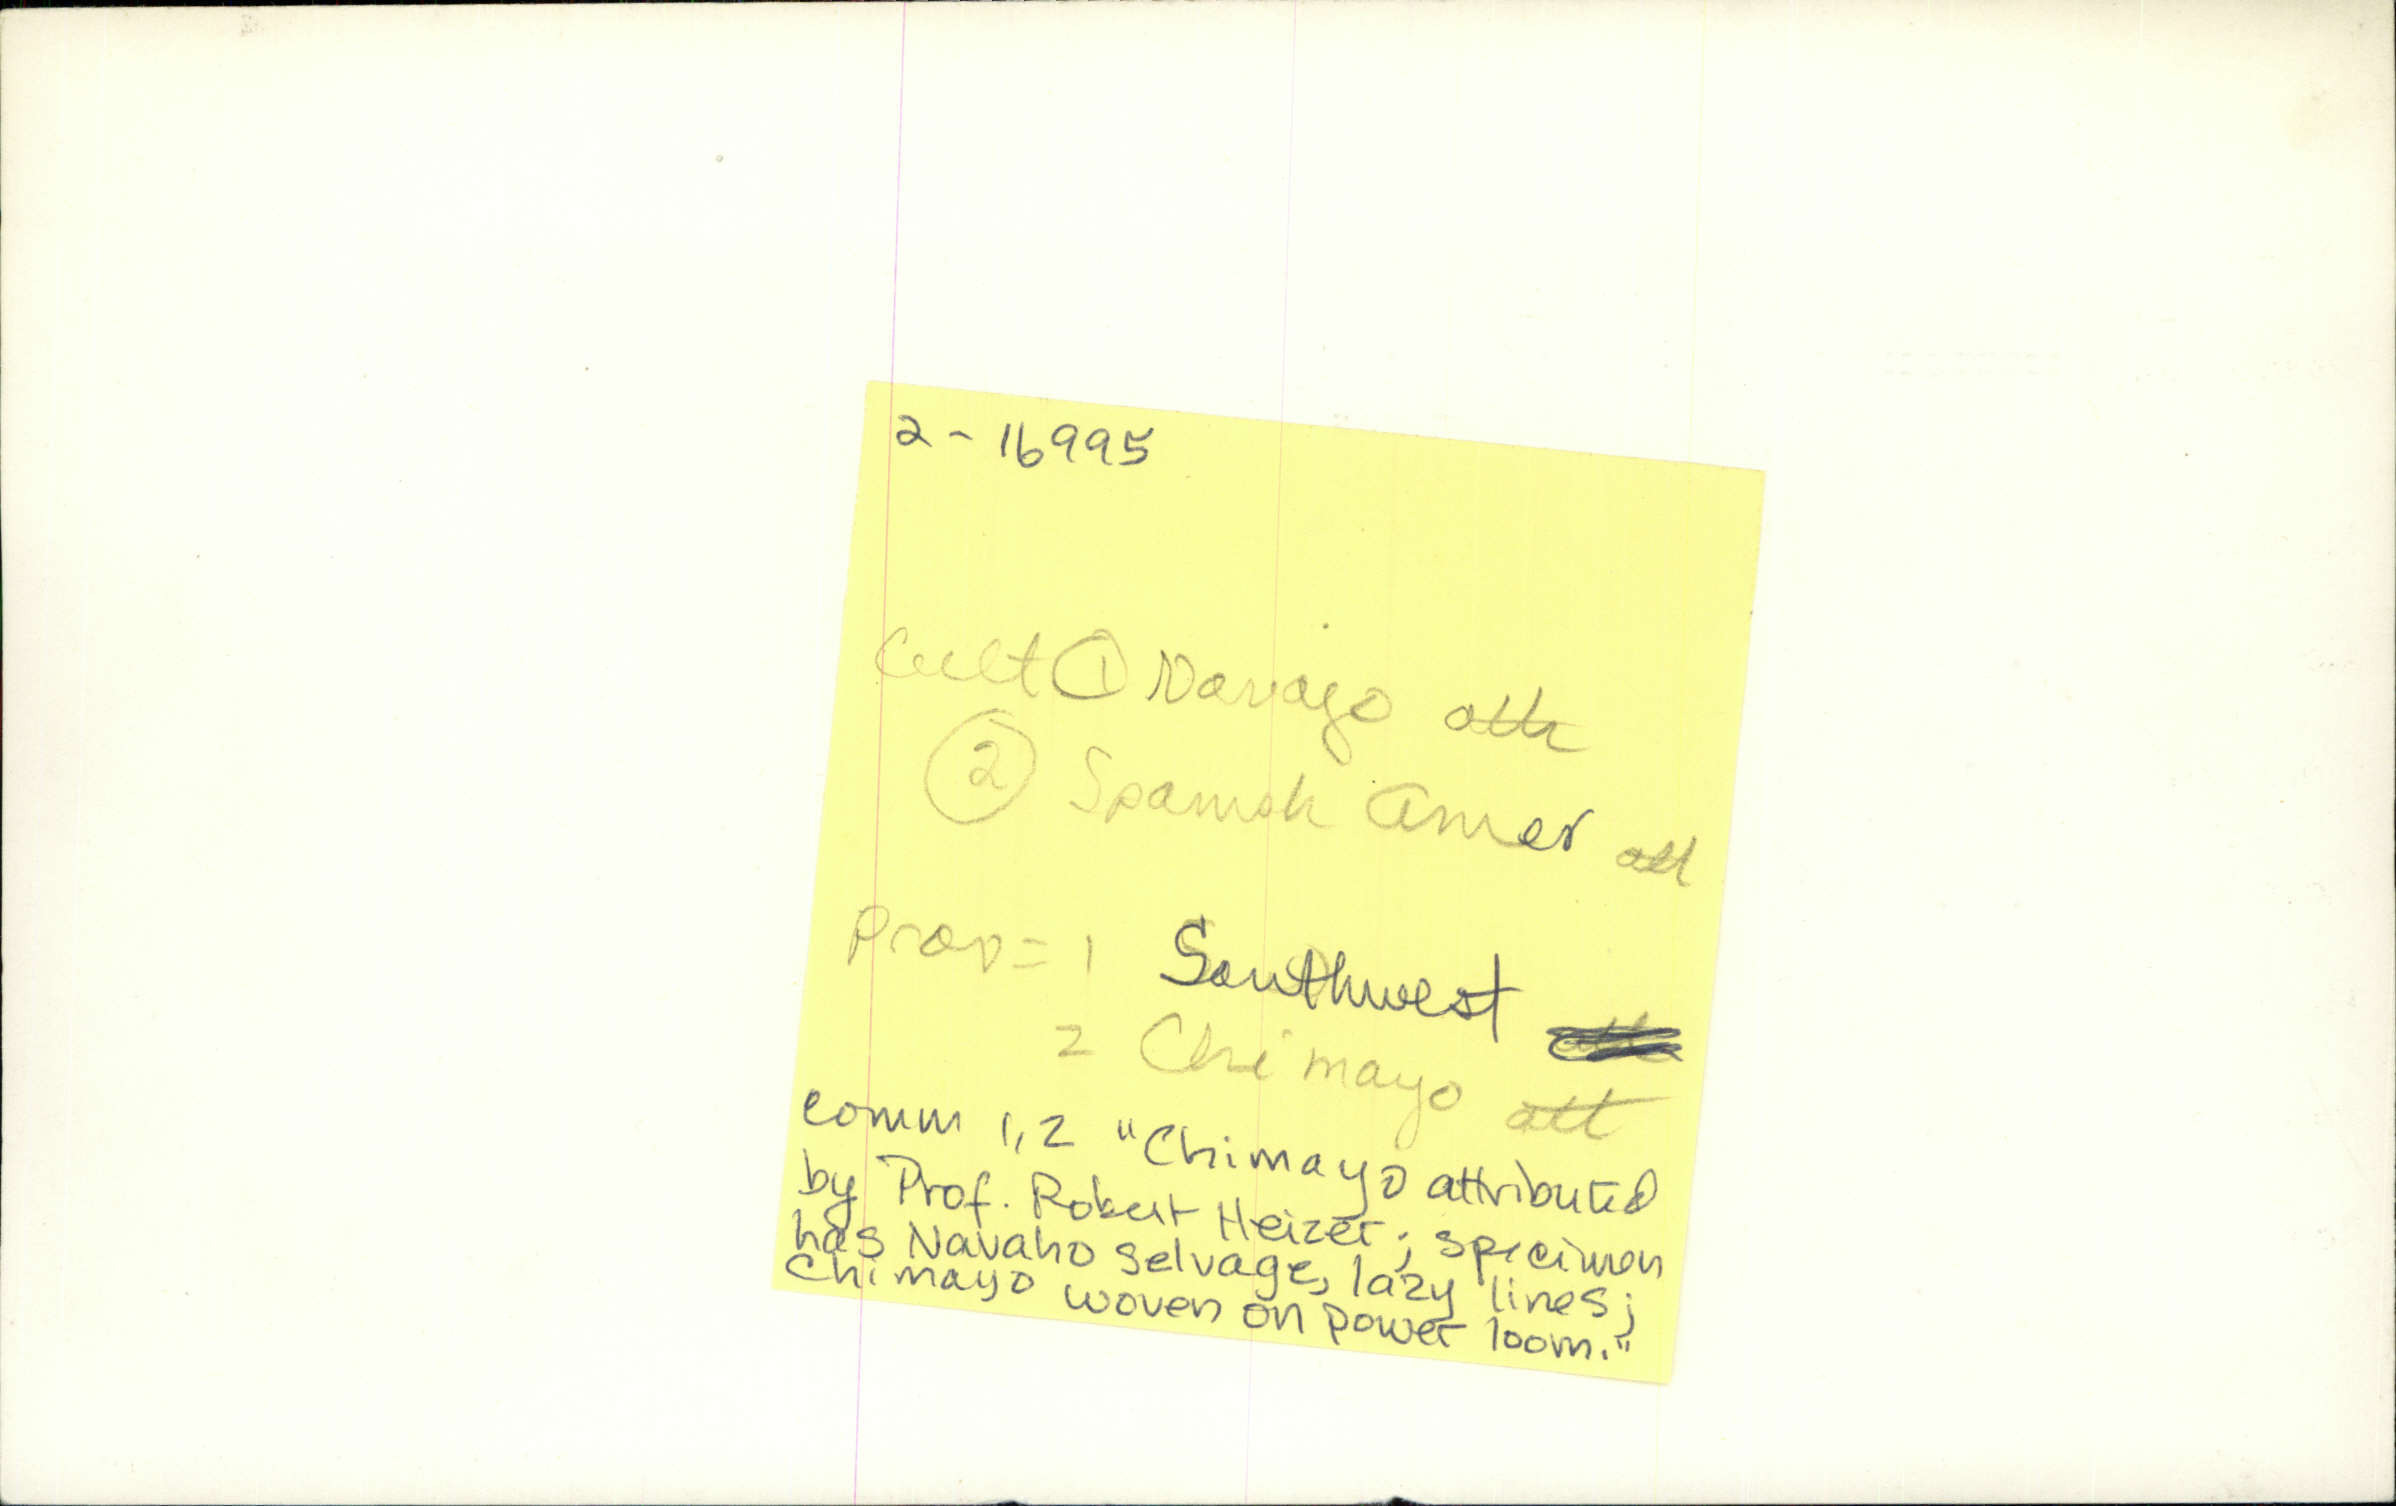 2-16995
Cult ① Navajo att
② Spanish Amer att
Prov = 1 Southwest
2 Chimayo att
Comm 1,2 "Chimayo attributed
by Prof. Robert Heizer; specimen
has Navaho selvage, lazy lines;
Chimayo woven on power loom."